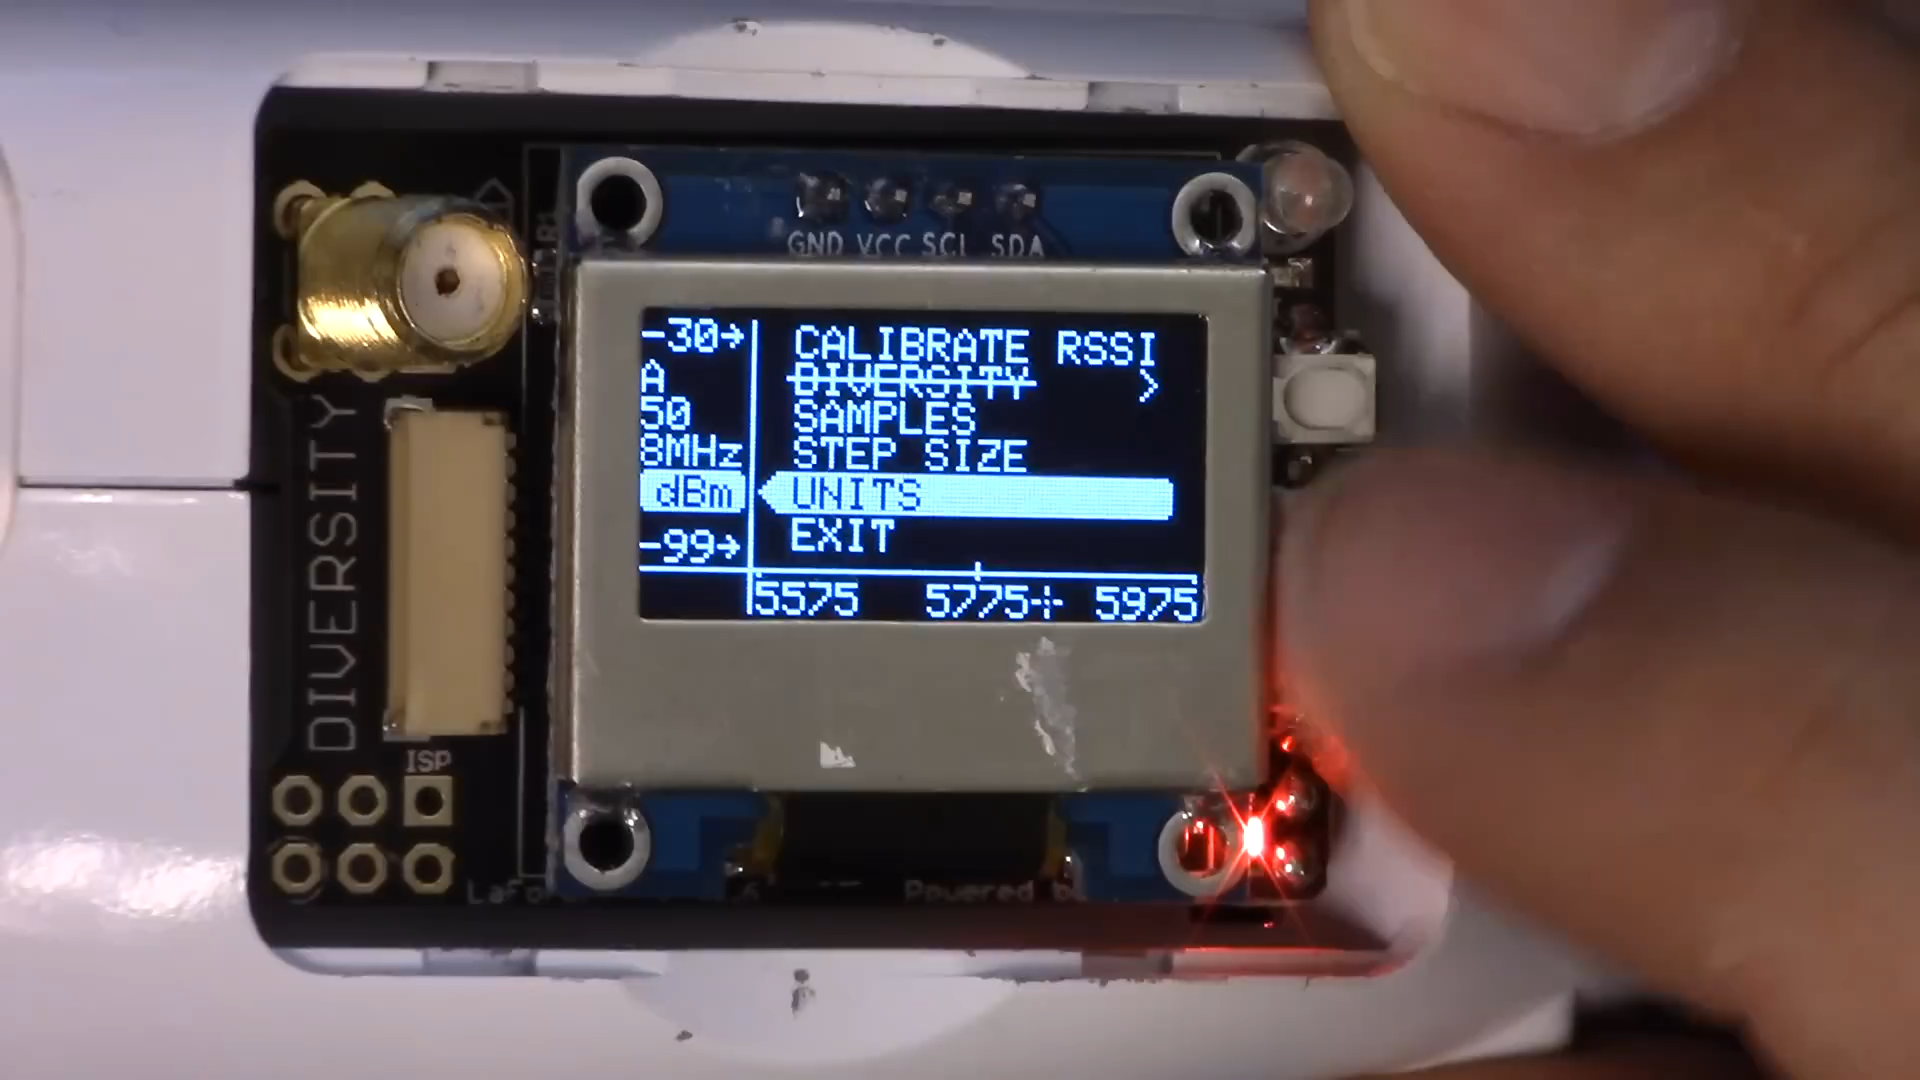 GND VCC SCL SDA
-30→ CALIBRATE RSSI
A DIVERSITY >
50 SAMPLES
8MHz STEP SIZE
dBm UNITS
EXIT
-99→
5575 5775 5975
DIVERSITY
ISP
Powered